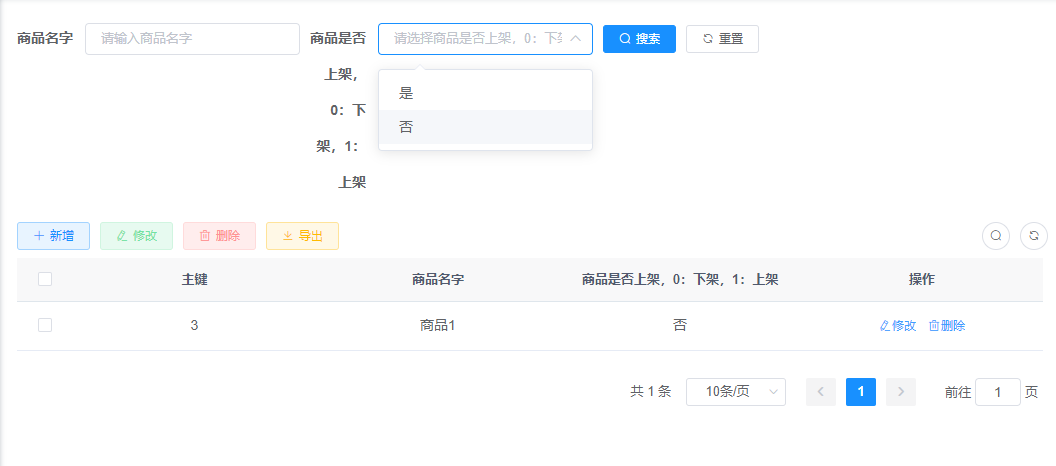 商品名字
请输入商品名字
商品是否
上架，
0：下
架，1：
上架
请选择商品是否上架，0：下
搜索
重置
是
否
新增
修改
删除
导出
主键
商品名字
商品是否上架，0：下架，1：上架
操作
3
商品1
否
修改
删除
共 1 条
10条/页
1
前往 1 页